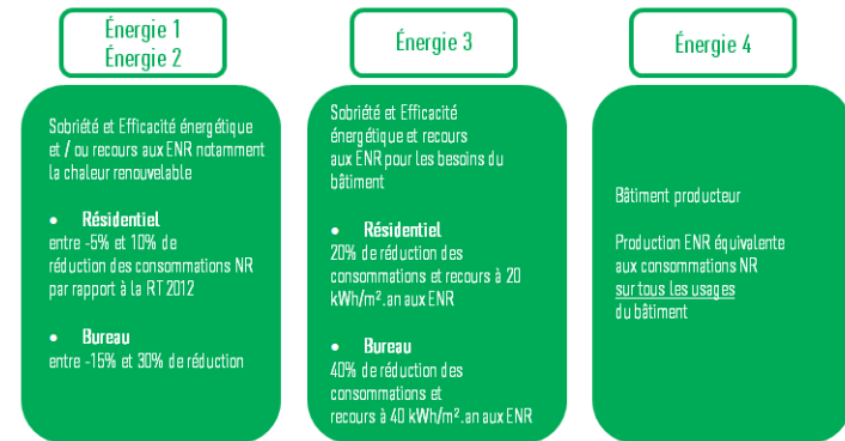 Énergie 1
Énergie 2
Sobriété et Efficacité énergétique
et / ou recours aux ENR notamment
la chaleur renouvelable
• Résidentiel
entre -5% et 10% de
réduction des consommations NR
par rapport à la RT 2012
• Bureau
entre -15% et 30% de réduction
Énergie 3
Sobriété et Efficacité
énergétique et recours
aux ENR pour les besoins du
bâtiment
• Résidentiel
20% de réduction des
consommations et recours à 20
kWh/m².an aux ENR
• Bureau
40% de réduction des
consommations et
recours à 40 kWh/m².an aux ENR
Énergie 4
Bâtiment producteur
Production ENR équivalente
aux consommations NR
sur tous les usages
du bâtiment